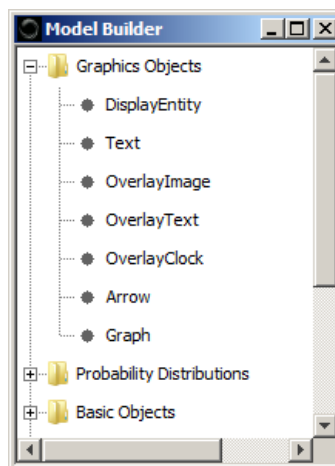 Model Builder
Graphics Objects
DisplayEntity
Text
OverlayImage
OverlayText
OverlayClock
Arrow
Graph
Probability Distributions
Basic Objects